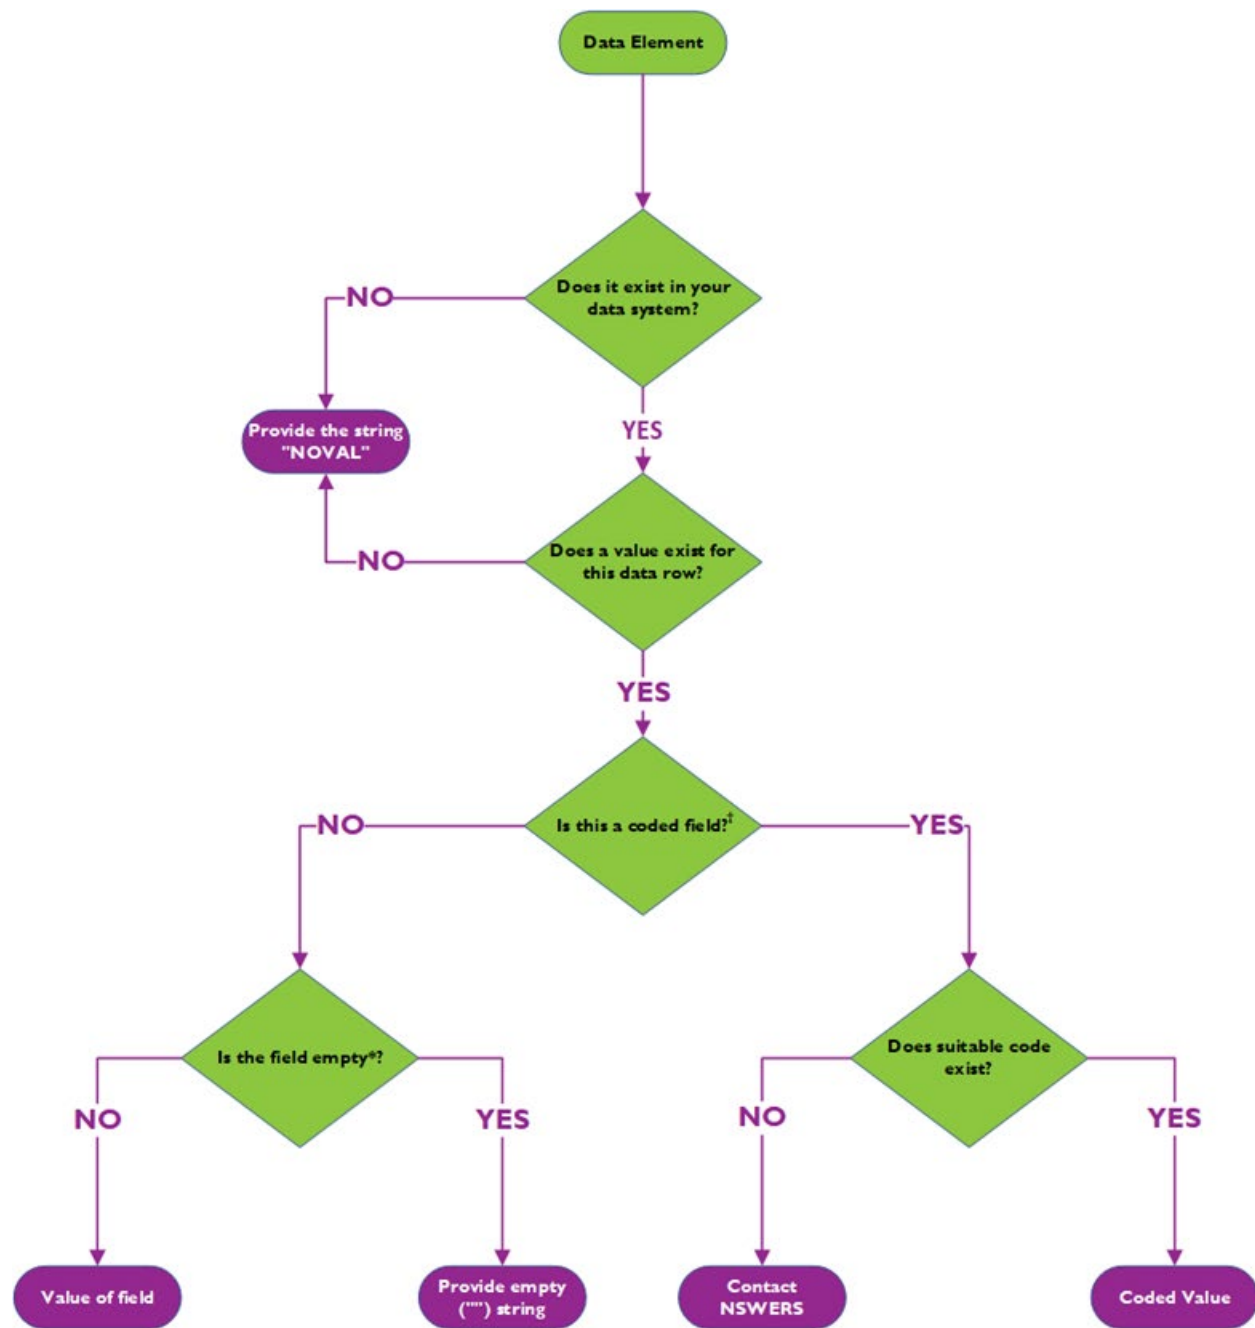 Data Element
Does it exist in your
data system?
NO
Provide the string
"NOVAL"
YES
Does a value exist for
this data row?
NO
YES
Is this a coded field?‡
NO
YES
Is the field empty*?
Does suitable code
exist?
NO
YES
NO
YES
Value of field
Provide empty
("") string
Contact
NSWERS
Coded Value